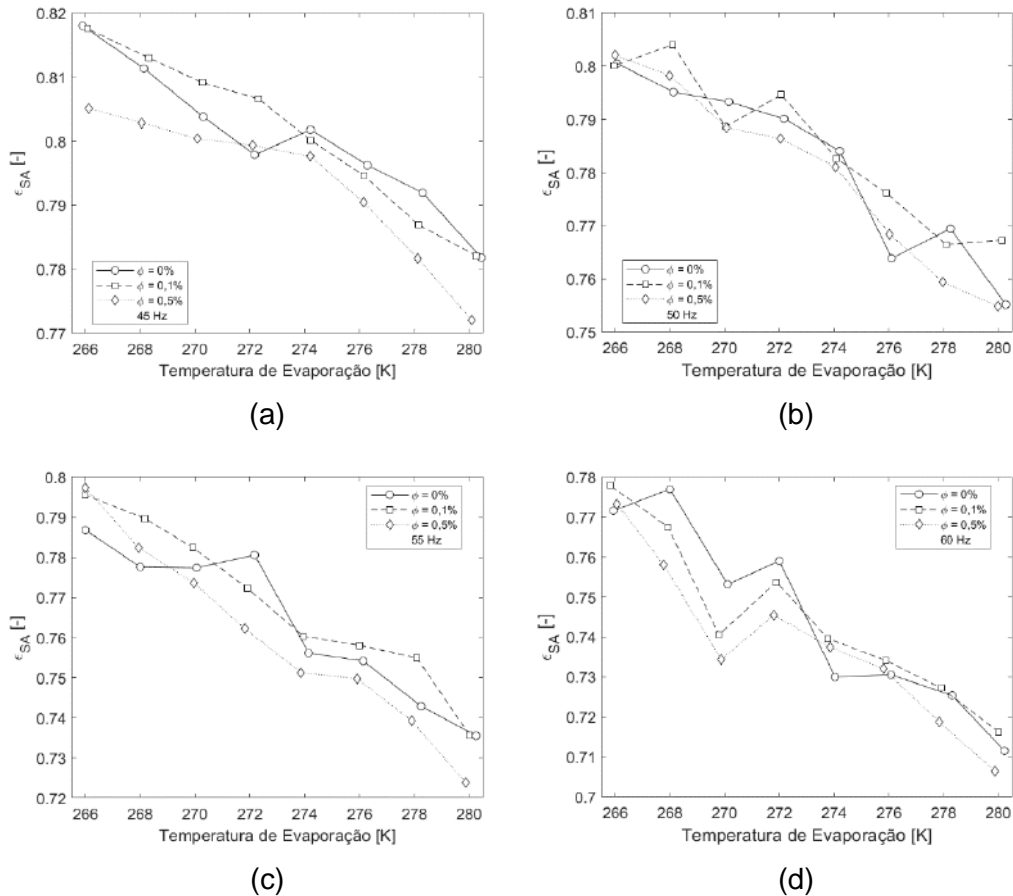 0.82
0.81
0.8
0.79
0.78
0.77
ϵSA [-]
ϕ = 0%
ϕ = 0,1%
ϕ = 0,5%
45 Hz
266 268 270 272 274 276 278 280
Temperatura de Evaporação [K]
(a)
0.81
0.8
0.79
0.78
0.77
0.76
0.75
ϵSA [-]
ϕ = 0%
ϕ = 0,1%
ϕ = 0,5%
50 Hz
266 268 270 272 274 276 278 280
Temperatura de Evaporação [K]
(b)
0.8
0.79
0.78
0.77
0.76
0.75
0.74
0.73
0.72
ϵSA [-]
ϕ = 0%
ϕ = 0,1%
ϕ = 0,5%
55 Hz
266 268 270 272 274 276 278 280
Temperatura de Evaporação [K]
(c)
0.78
0.77
0.76
0.75
0.74
0.73
0.72
0.71
0.7
ϵSA [-]
ϕ = 0%
ϕ = 0,1%
ϕ = 0,5%
60 Hz
266 268 270 272 274 276 278 280
Temperatura de Evaporação [K]
(d)